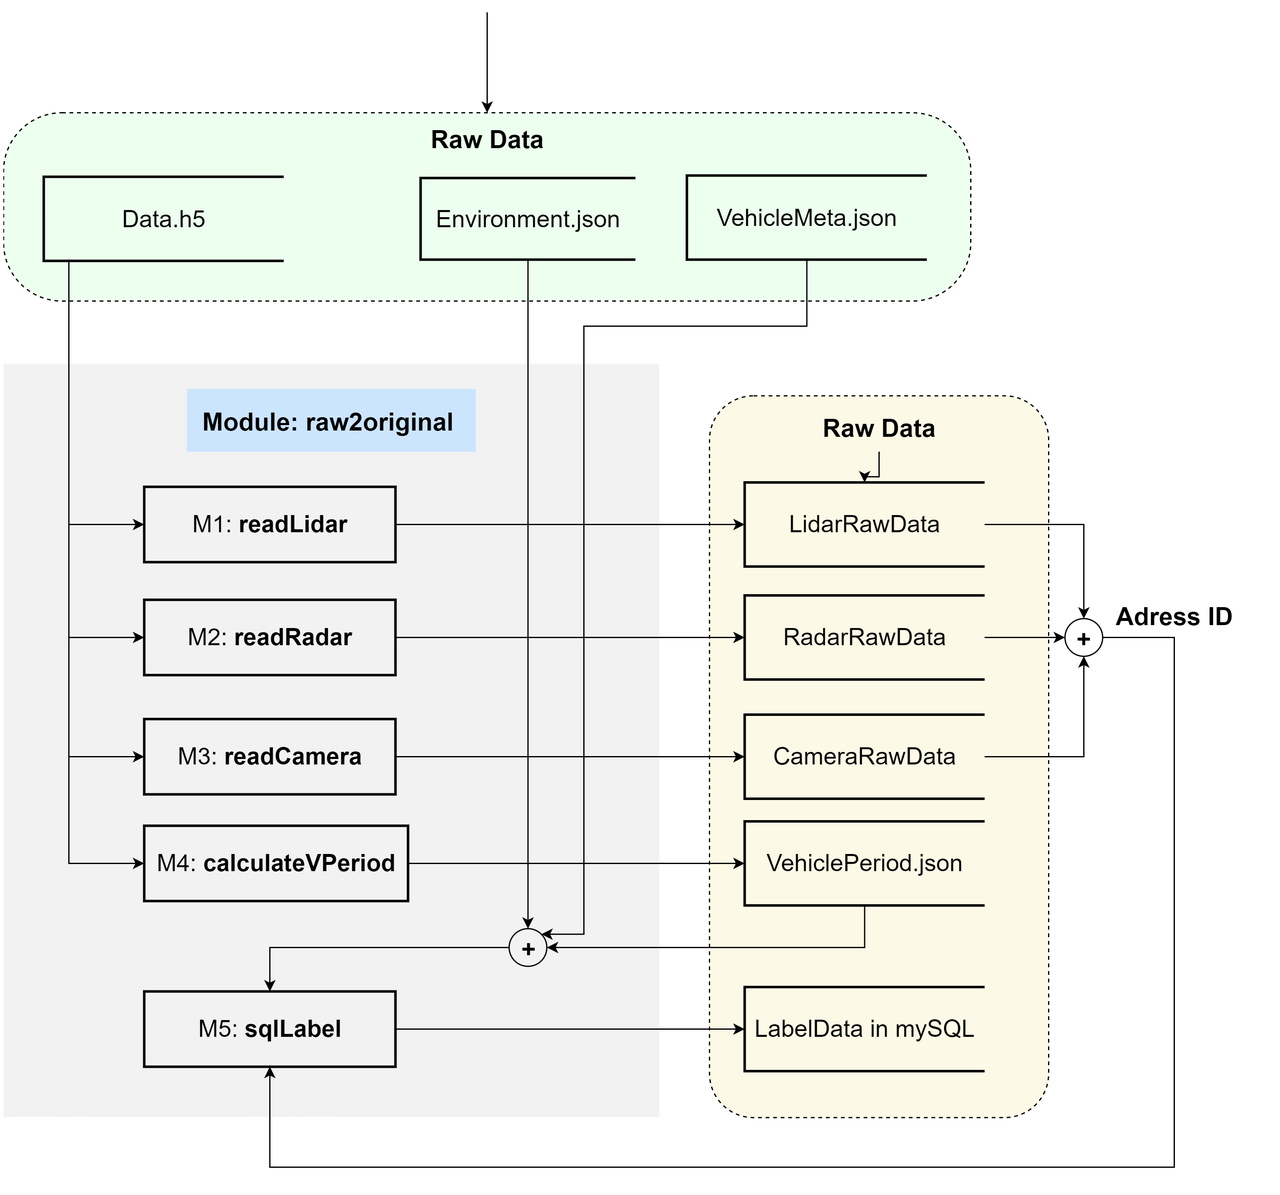 Raw Data
Data.h5
Environment.json
VehicleMeta.json
Module: raw2original
Raw Data
M1: readLidar
LidarRawData
Adress ID
M2: readRadar
RadarRawData
+
M3: readCamera
CameraRawData
M4: calculateVPeriod
VehiclePeriod.json
+
M5: sqlLabel
LabelData in mySQL